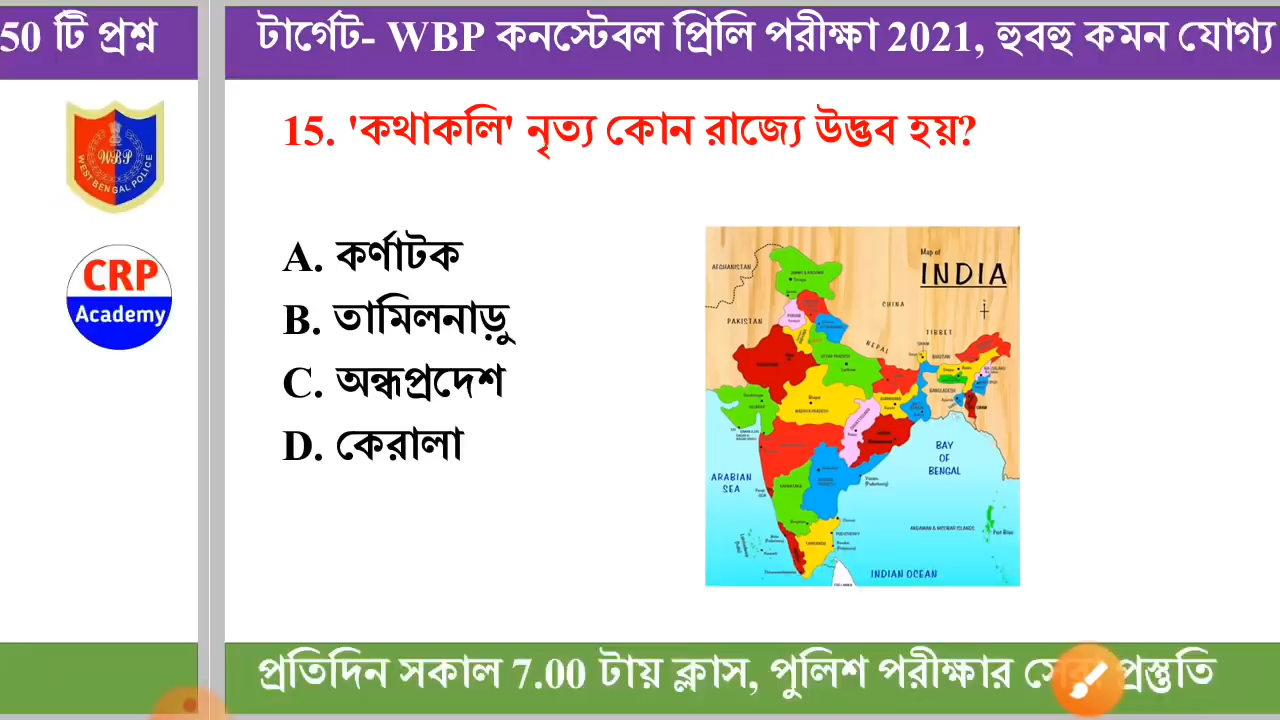 50 টি প্রশ্ন
টার্গেট- WBP কনস্টেবল প্রিলি পরীক্ষা 2021, হুবহু কমন যোগ্য
WBP
WEST BENGAL POLICE
CRP
Academy
15. 'কথাকলি' নৃত্য কোন রাজ্যে উদ্ভব হয়?
A. কর্ণাটক
B. তামিলনাড়ু
C. অন্ধপ্রদেশ
D. কেরালা
Map of
INDIA
AFGHANISTAN
CHINA
PAKISTAN
TIBBET
NEPAL
ARABIAN
SEA
BAY
OF
BENGAL
INDIAN OCEAN
প্রতিদিন সকাল 7.00 টায় ক্লাস, পুলিশ পরীক্ষার প্রস্তুতি